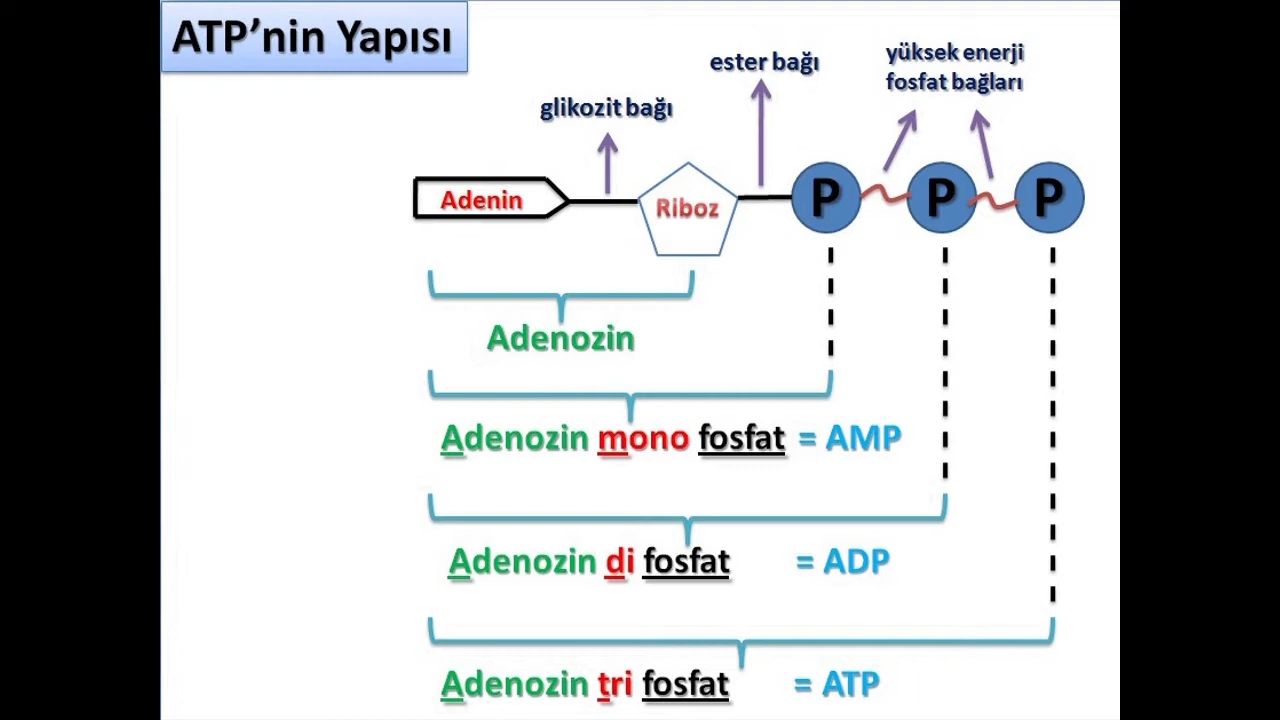 ATP’nin Yapısı
yüksek enerji
fosfat bağları
ester bağı
glikozit bağı
Adenin
Riboz
P
P
P
Adenozin
Adenozin mono fosfat = AMP
Adenozin di fosfat = ADP
Adenozin tri fosfat = ATP